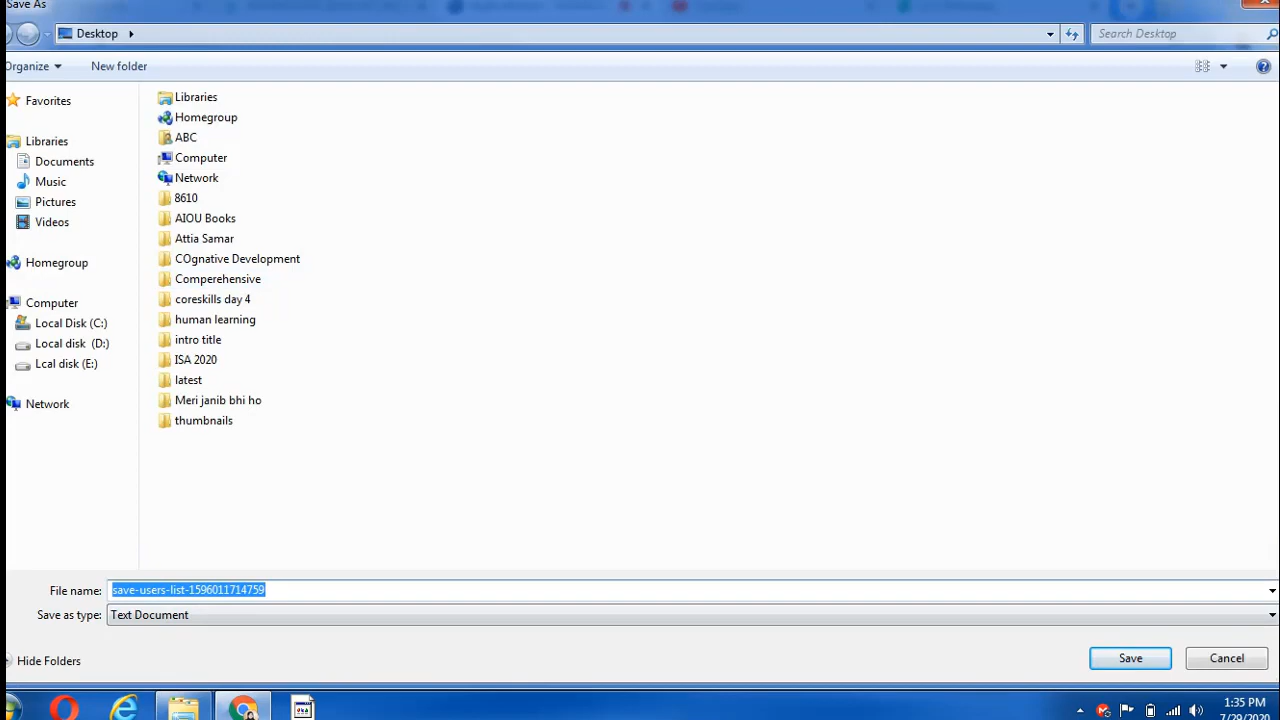 Save As
Desktop
Search Desktop
Organize
New folder
Favorites
Libraries
Documents
Music
Pictures
Videos
Homegroup
Computer
Local Disk (C:)
Local disk (D:)
Lcal disk (E:)
Network
Libraries
Homegroup
ABC
Computer
Network
8610
AIOU Books
Attia Samar
COgnative Development
Comperehensive
coreskills day 4
human learning
intro title
ISA 2020
latest
Meri janib bhi ho
thumbnails
File name: save-users-list-1596011714759
Save as type: Text Document
Hide Folders
Save
Cancel
1:35 PM